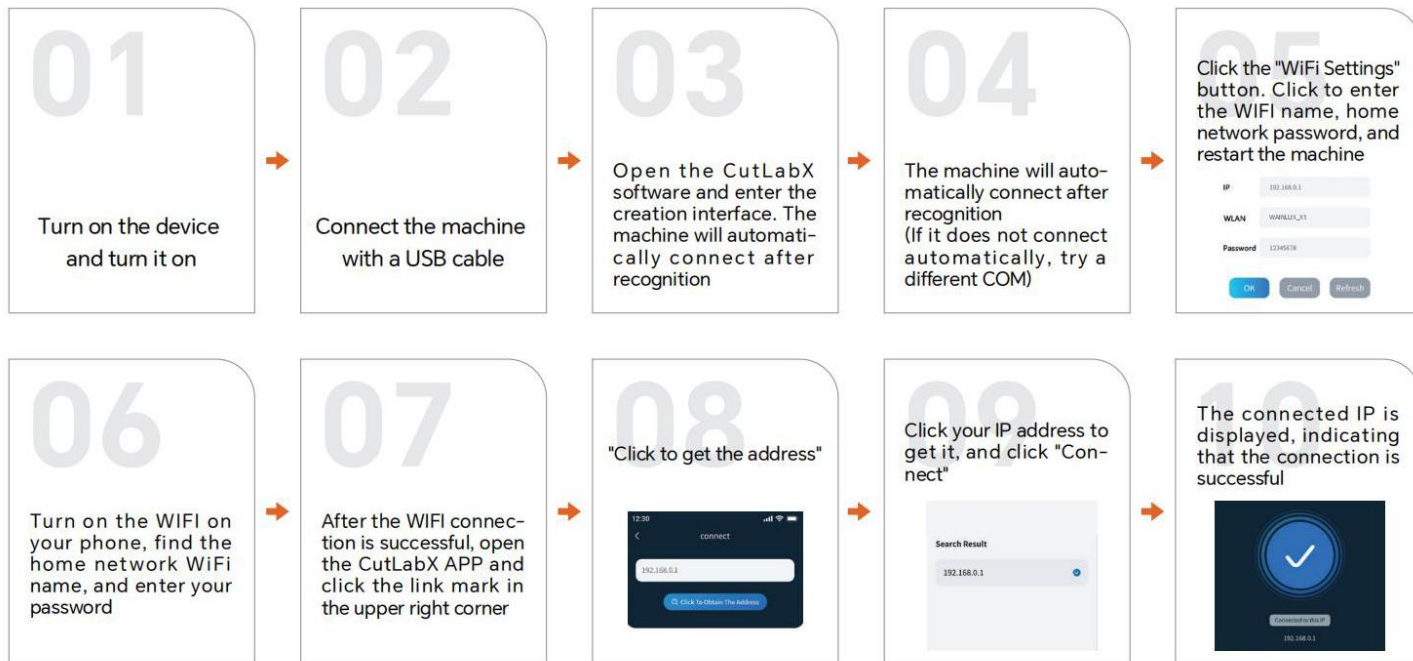 01
Turn on the device
and turn it on
02
Connect the machine
with a USB cable
03
Open the CutLabX
software and enter the
creation interface. The
machine will automati-
cally connect after
recognition
04
The machine will auto-
matically connect after
recognition
(If it does not connect
automatically, try a
different COM)
05
Click the "WiFi Settings"
button. Click to enter
the WIFI name, home
network password, and
restart the machine
IP 192.168.0.1
WLAN WAINLUX_X1
Password 12345678
OK Cancel Refresh
06
Turn on the WIFI on
your phone, find the
home network WiFi
name, and enter your
password
07
After the WIFI connec-
tion is successful, open
the CutLabX APP and
click the link mark in
the upper right corner
08
"Click to get the address"
12:30
connect
192.168.0.1
Click To Obtain The Address
09
Click your IP address to
get it, and click "Con-
nect"
Search Result
192.168.0.1
10
The connected IP is
displayed, indicating
that the connection is
successful
Connected to this IP
192.168.0.1